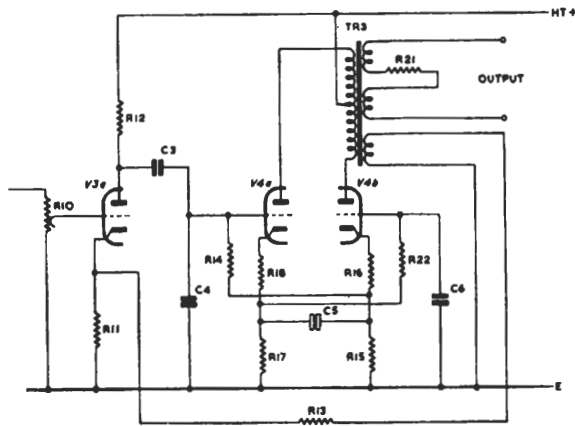 HT+
TR3
R21
OUTPUT
R12
C3
V3a
V4a
V4b
R10
R14
R18
R16
R22
C4
C5
C6
R11
R17
R15
E
R13